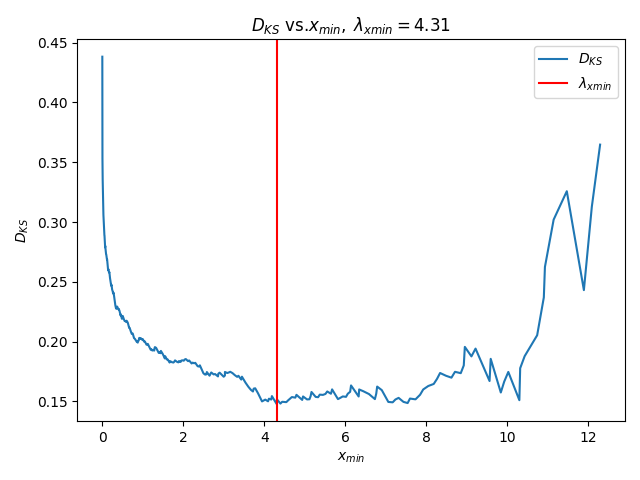 D_KS vs.x_min, λ_xmin = 4.31
0.45
0.40
0.35
0.30
0.25
0.20
0.15
D_KS
0 2 4 6 8 10 12
x_min
D_KS
λ_xmin